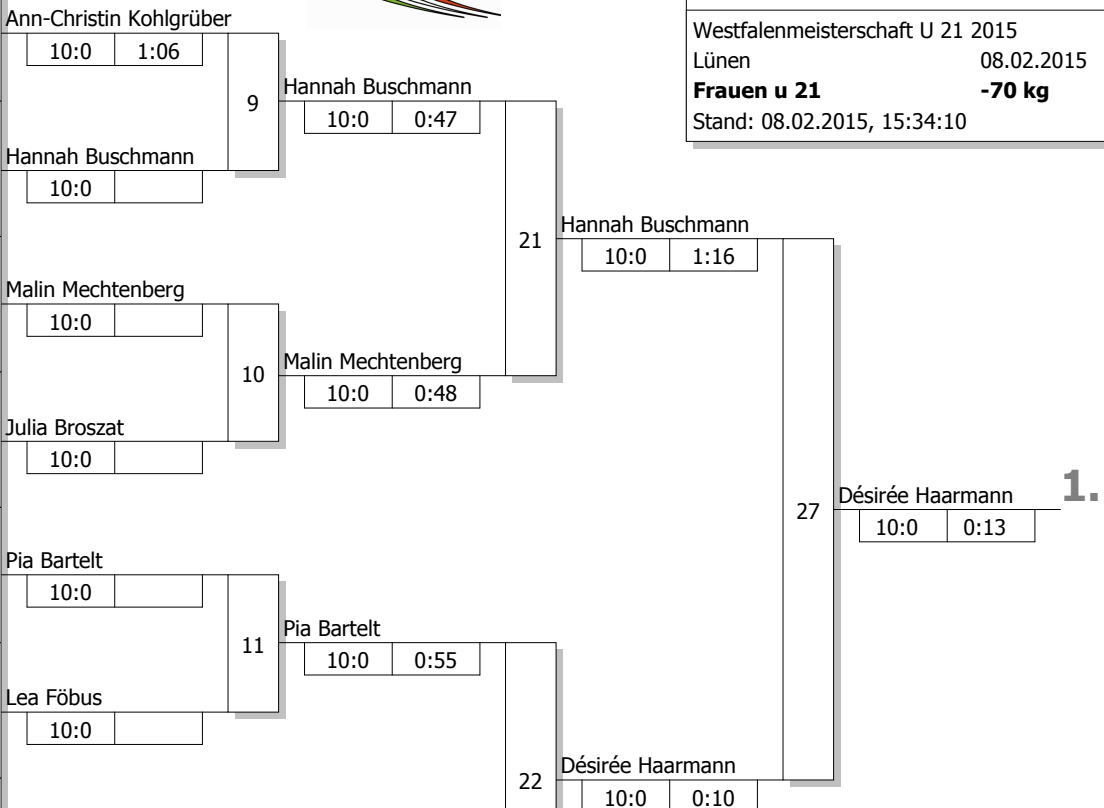 Ann-Christin Kohlgrüber
10:0 1:06
9
Hannah Buschmann
10:0 0:47
Hannah Buschmann
10:0
Westfalenmeisterschaft U 21 2015
Lünen 08.02.2015
Frauen u 21 -70 kg
Stand: 08.02.2015, 15:34:10
21
Hannah Buschmann
10:0 1:16
Malin Mechtenberg
10:0
10
Malin Mechtenberg
10:0 0:48
Julia Broszat
10:0
27
Désirée Haarmann 1.
10:0 0:13
Pia Bartelt
10:0
11
Pia Bartelt
10:0 0:55
Lea Föbus
10:0
22
Désirée Haarmann
10:0 0:10